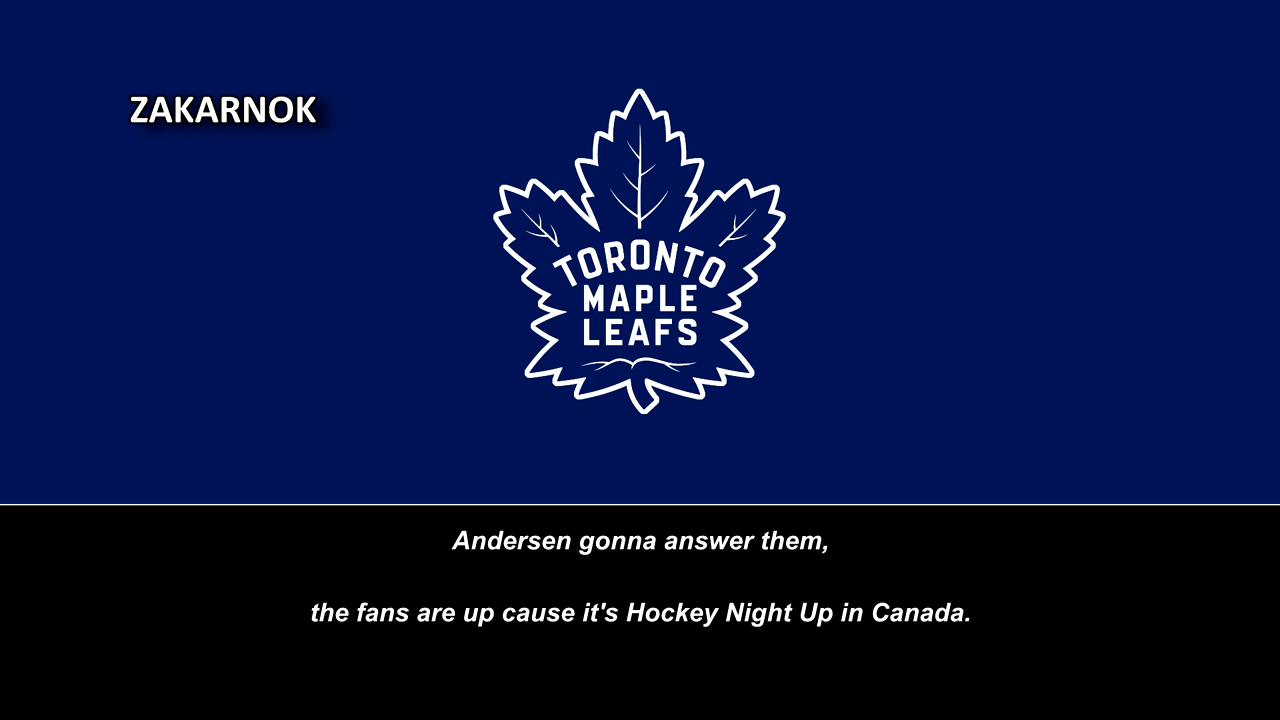 ZAKARNOK
TORONTO
MAPLE
LEAFS
Andersen gonna answer them,
the fans are up cause it's Hockey Night Up in Canada.